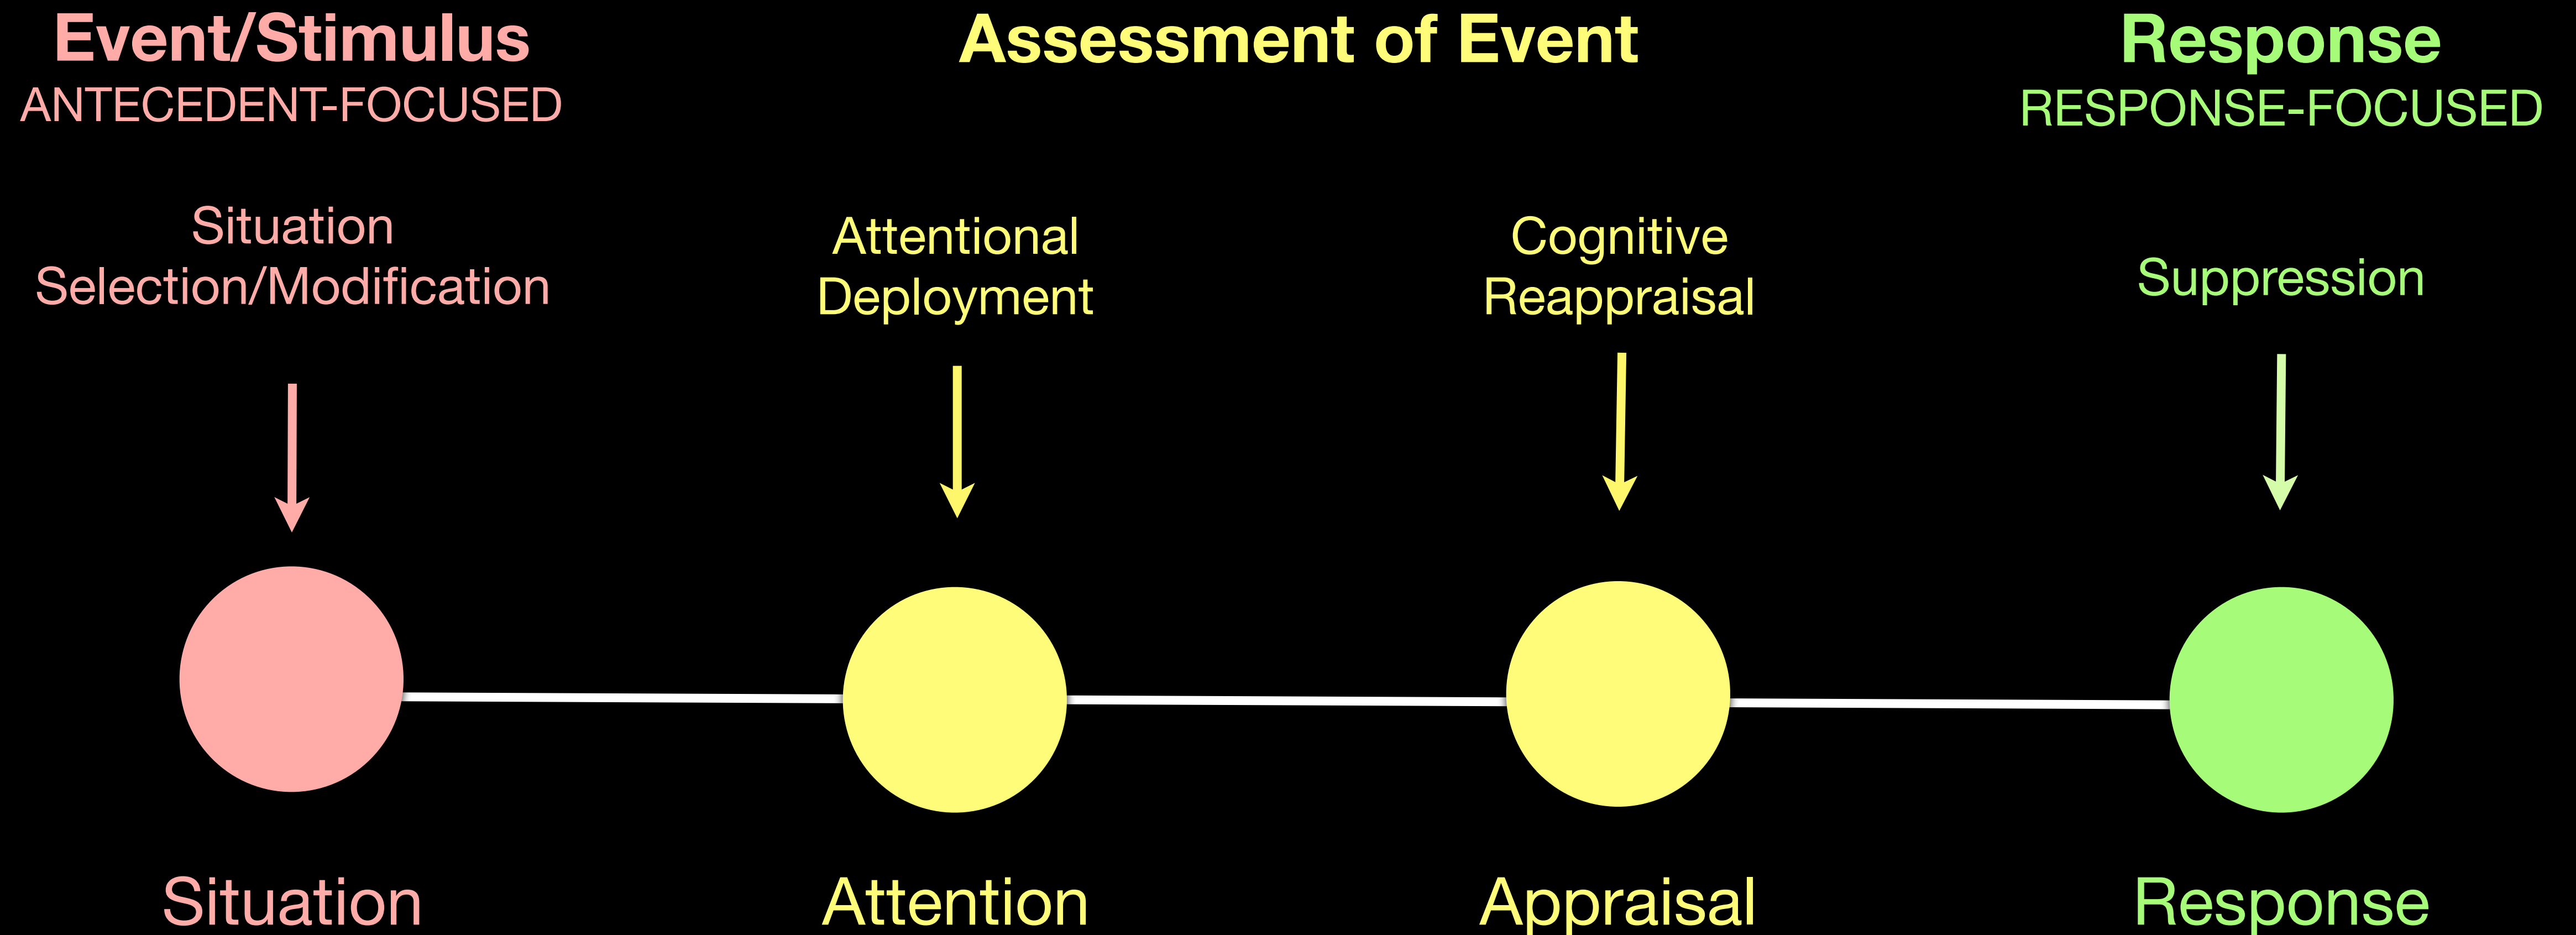 Event/Stimulus
ANTECEDENT-FOCUSED
Assessment of Event
Response
RESPONSE-FOCUSED
Situation
Selection/Modification
Attentional
Deployment
Cognitive
Reappraisal
Suppression
Situation
Attention
Appraisal
Response